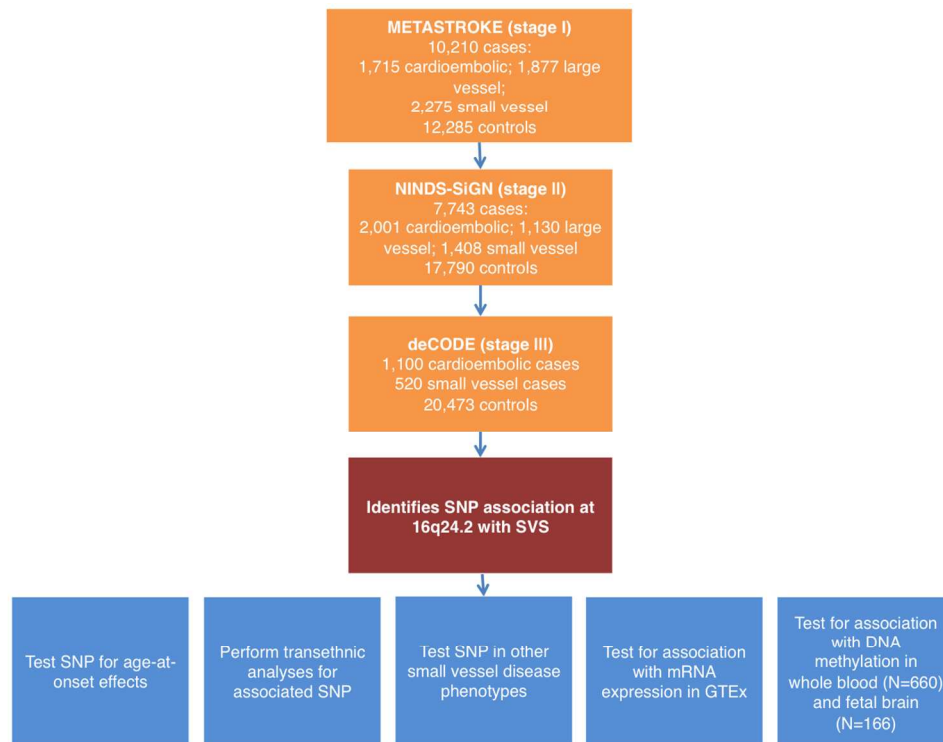 METASTROKE (stage I)
10,210 cases:
1,715 cardioembolic; 1,877 large
vessel;
2,275 small vessel
12,285 controls
NINDS-SiGN (stage II)
7,743 cases:
2,001 cardioembolic; 1,130 large
vessel; 1,408 small vessel
17,790 controls
deCODE (stage III)
1,100 cardioembolic cases
520 small vessel cases
20,473 controls
Identifies SNP association at
16q24.2 with SVS
Test SNP for age-at-
onset effects
Perform transethnic
analyses for
associated SNP
Test SNP in other
small vessel disease
phenotypes
Test for association
with mRNA
expression in GTEx
Test for association
with DNA
methylation in
whole blood (N=660)
and fetal brain
(N=166)